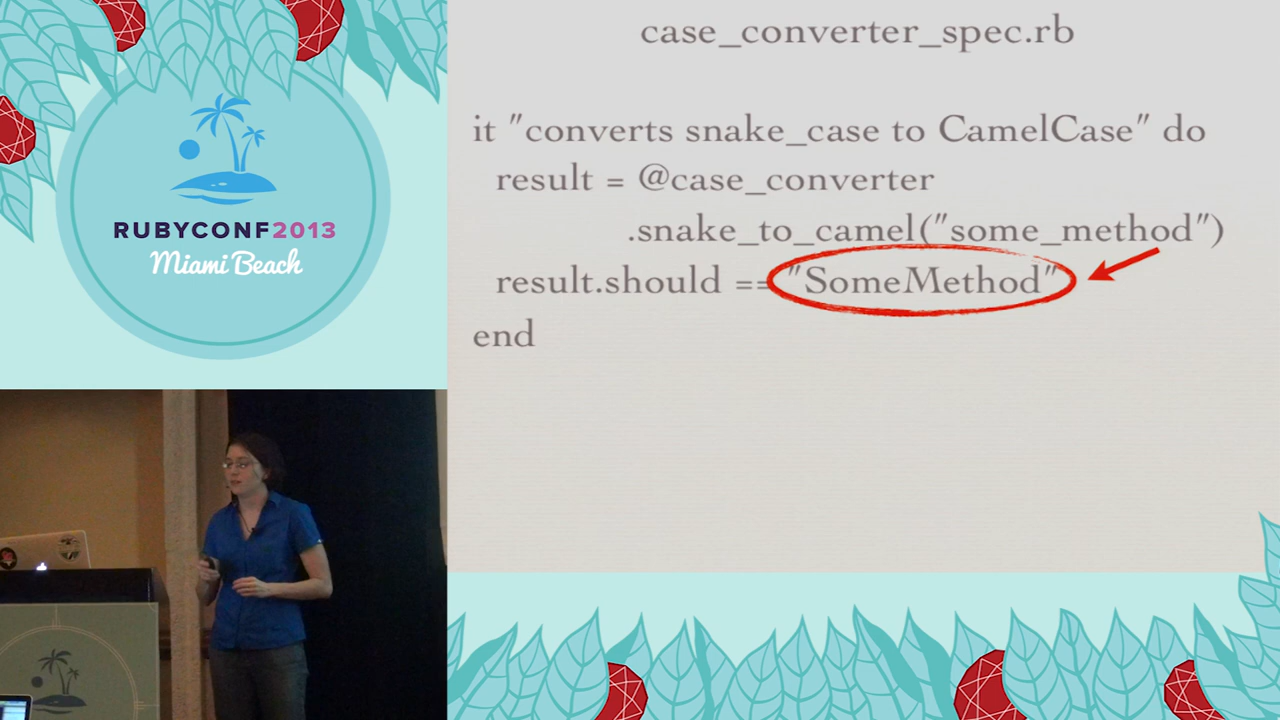 RUBYCONF2013
Miami Beach
case_converter_spec.rb
it "converts snake_case to CamelCase" do
result = @case_converter
.snake_to_camel("some_method")
result.should == "SomeMethod"
end